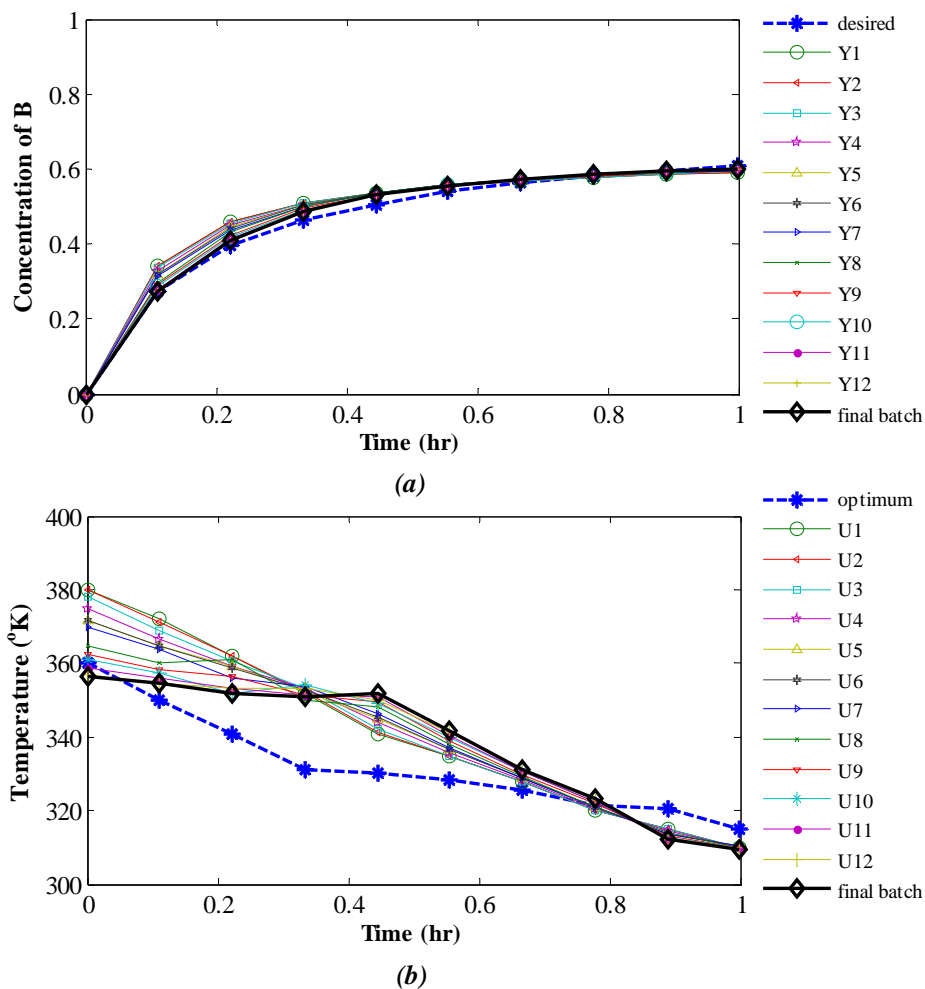 1
0.8
0.6
0.4
0.2
0
Concentration of B
0
0.2
0.4
0.6
0.8
1
Time (hr)
desired
Y1
Y2
Y3
Y4
Y5
Y6
Y7
Y8
Y9
Y10
Y11
Y12
final batch
(a)
400
380
360
340
320
300
Temperature (°K)
0
0.2
0.4
0.6
0.8
1
Time (hr)
optimum
U1
U2
U3
U4
U5
U6
U7
U8
U9
U10
U11
U12
final batch
(b)